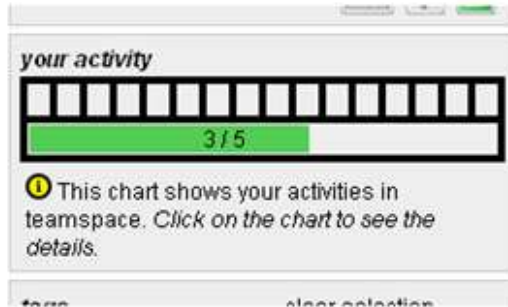 your activity
3 / 5
This chart shows your activities in
teamspace. Click on the chart to see the
details.